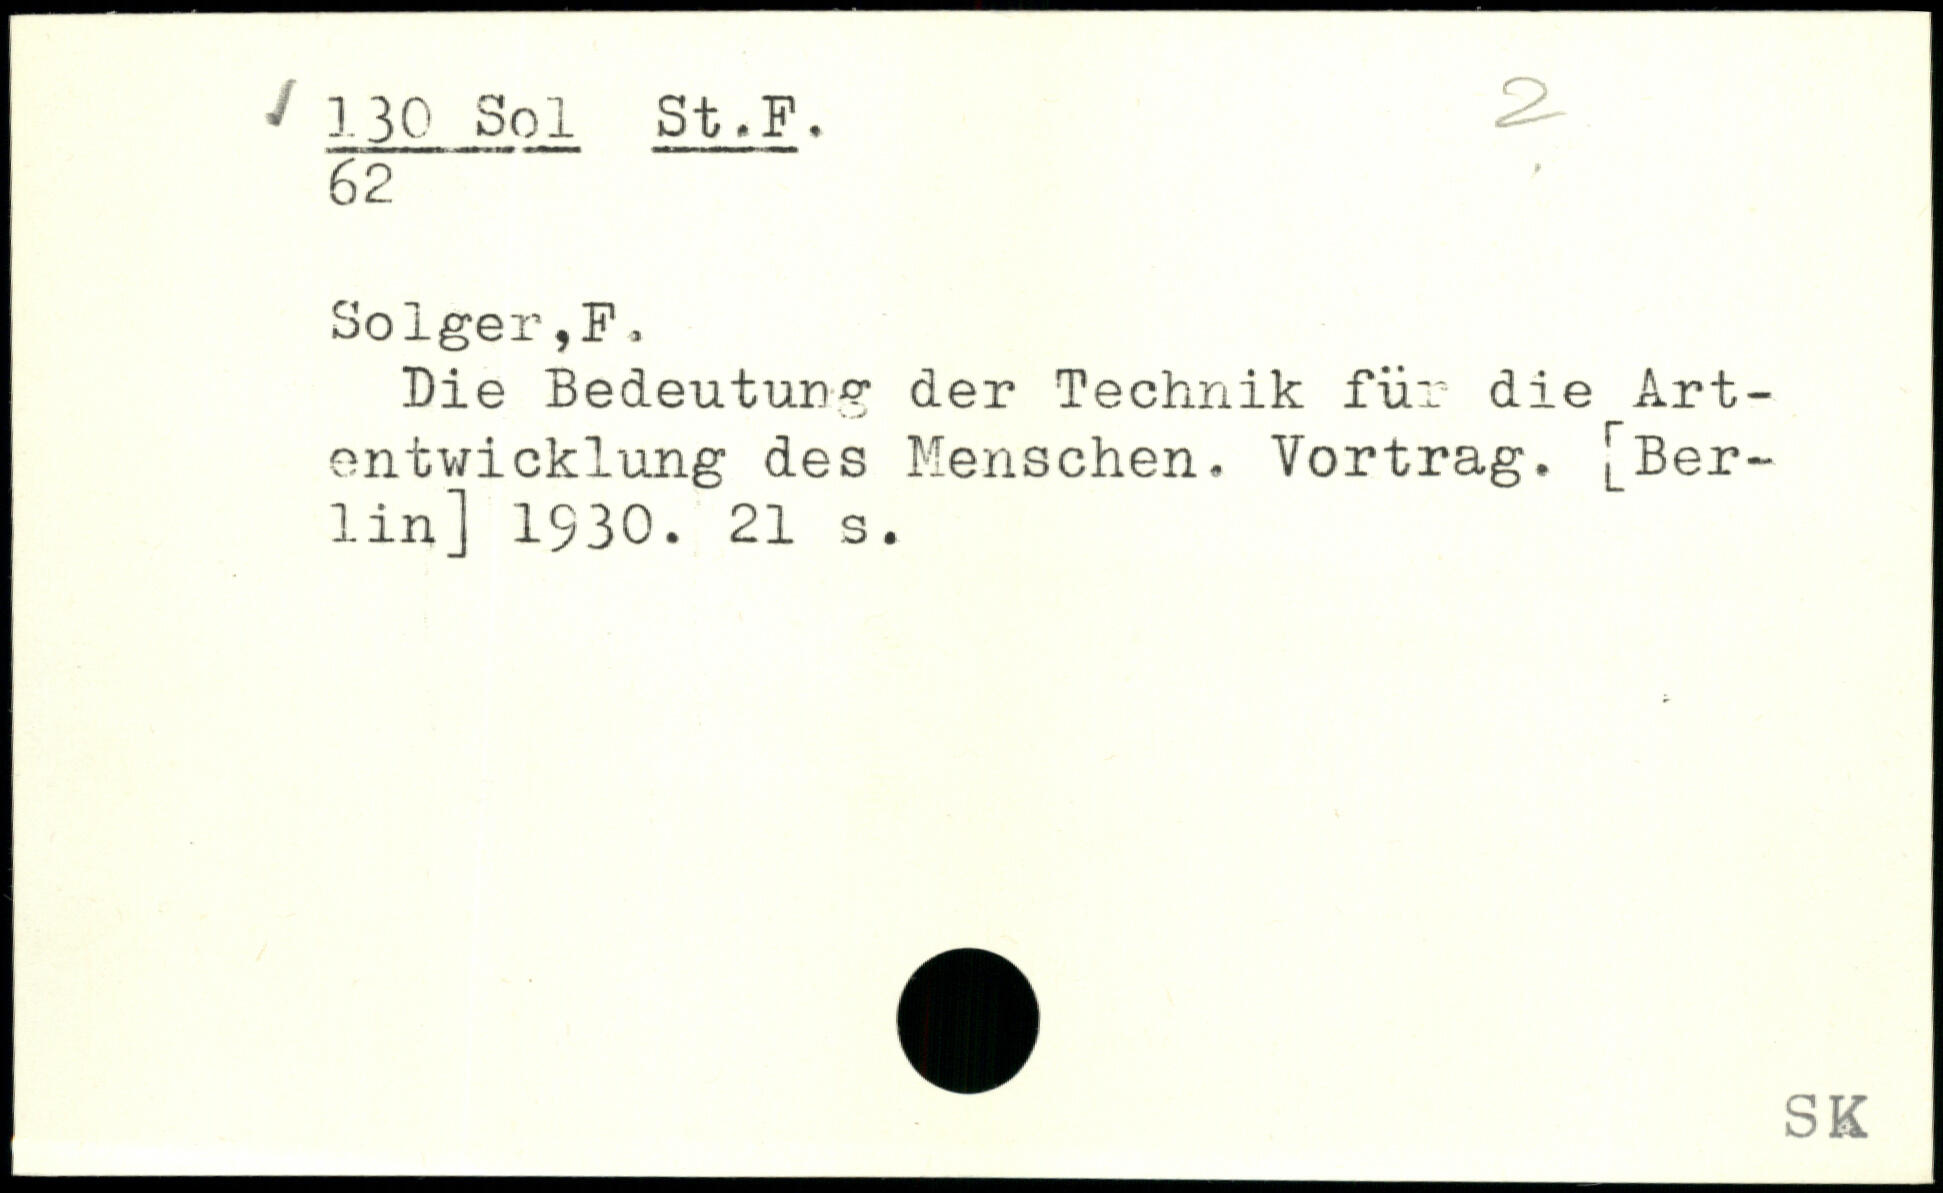 130 Sol St.F.
2
62
Solger,F.
Die Bedeutung der Technik für die Art-
entwicklung des Menschen. Vortrag. [Ber-
lin] 1930. 21 s.
SK